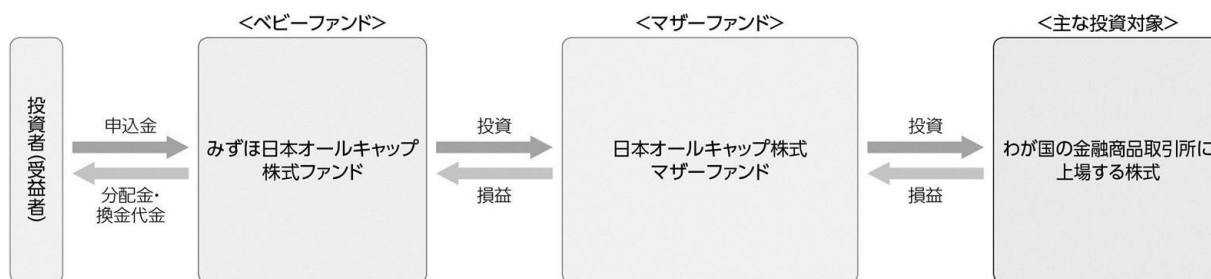 <ベビーファンド>
<マザーファンド>
<主な投資対象>
投資者(受益者)
申込金
分配金・
換金代金
みずほ日本オールキャップ
株式ファンド
投資
損益
日本オールキャップ株式
マザーファンド
投資
損益
わが国の金融商品取引所に
上場する株式